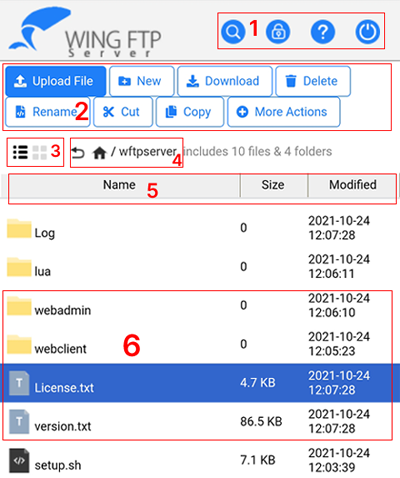 WING FTP
Server
1
Upload File New Download Delete
Rename Cut Copy More Actions
2
3
/ wftpserver includes 10 files & 4 folders
4
Name Size Modified
5
Log 0 2021-10-24
12:07:28
lua 0 2021-10-24
12:06:11
webadmin 0 2021-10-24
12:06:10
webclient 0 2021-10-24
12:05:23
6
T License.txt 4.7 KB 2021-10-24
12:07:28
T version.txt 86.5 KB 2021-10-24
12:07:28
setup.sh 7.1 KB 2021-10-24
12:03:39